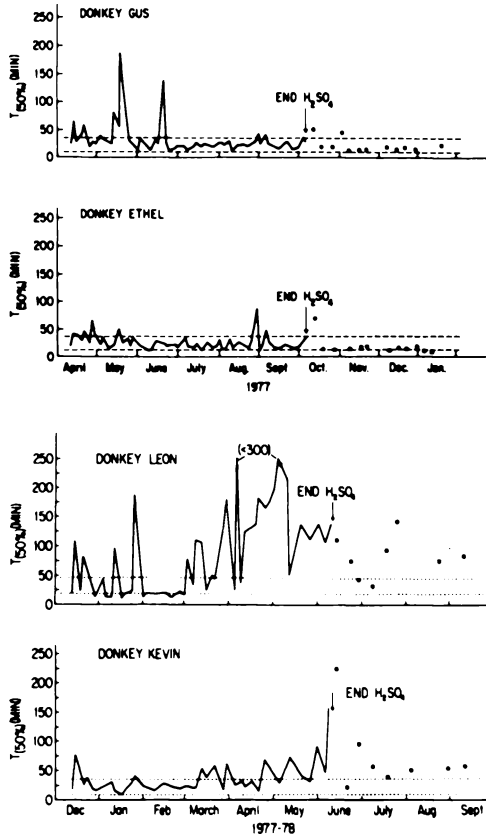 DONKEY GUS
T(50%)(MIN)
250
200
150
100
50
0
END H2SO4
DONKEY ETHEL
T(50%)(MIN)
250
200
150
100
50
0
END H2SO4
April May June July Aug. Sept Oct. Nov. Dec. Jan.
1977
DONKEY LEON
T(50%)(MIN)
250
200
150
100
50
0
(<300)
END H2SO4
DONKEY KEVIN
T(50%)(MIN)
250
200
150
100
50
0
END H2SO4
Dec Jan Feb March April May June July Aug Sept
1977-78